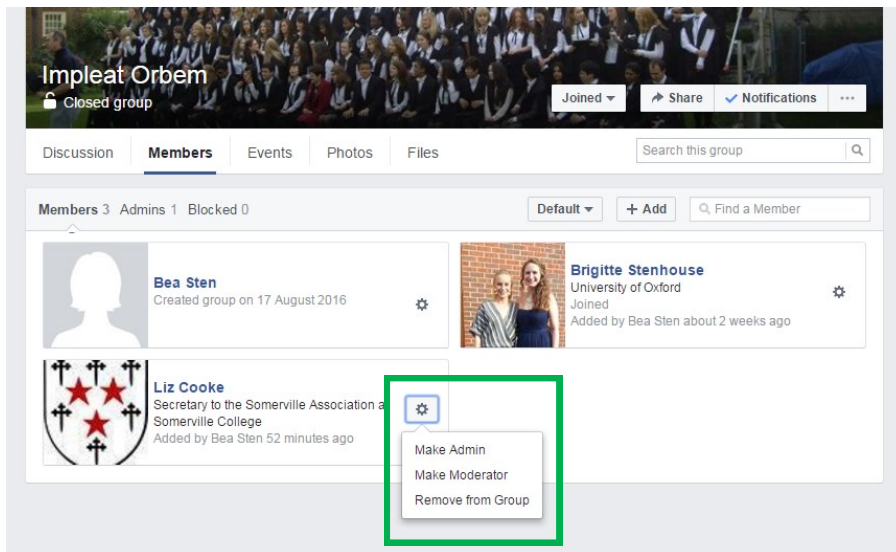 Impleat Orbem
Closed group
Joined Share Notifications ...
Discussion Members Events Photos Files Search this group
Members 3 Admins 1 Blocked 0 Default + Add Find a Member
Bea Sten
Created group on 17 August 2016
Brigitte Stenhouse
University of Oxford
Joined
Added by Bea Sten about 2 weeks ago
Liz Cooke
Secretary to the Somerville Association a
Somerville College
Added by Bea Sten 52 minutes ago
Make Admin
Make Moderator
Remove from Group